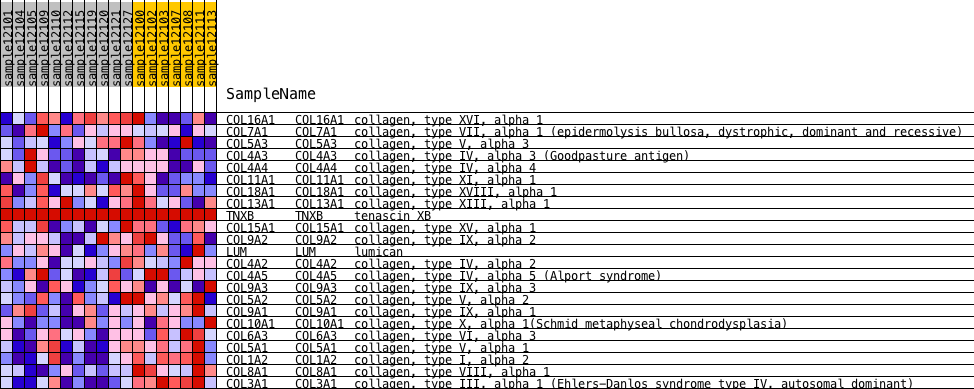 sample12101
sample12104
sample12105
sample12109
sample12110
sample12112
sample12115
sample12119
sample12120
sample12121
sample12127
sample12100
sample12102
sample12103
sample12107
sample12108
sample12111
sample12113
SampleName
COL16A1 COL16A1 collagen, type XVI, alpha 1
COL7A1 COL7A1 collagen, type VII, alpha 1 (epidermolysis bullosa, dystrophic, dominant and recessive)
COL5A3 COL5A3 collagen, type V, alpha 3
COL4A3 COL4A3 collagen, type IV, alpha 3 (Goodpasture antigen)
COL4A4 COL4A4 collagen, type IV, alpha 4
COL11A1 COL11A1 collagen, type XI, alpha 1
COL18A1 COL18A1 collagen, type XVIII, alpha 1
COL13A1 COL13A1 collagen, type XIII, alpha 1
TNXB TNXB tenascin XB
COL15A1 COL15A1 collagen, type XV, alpha 1
COL9A2 COL9A2 collagen, type IX, alpha 2
LUM LUM lumican
COL4A2 COL4A2 collagen, type IV, alpha 2
COL4A5 COL4A5 collagen, type IV, alpha 5 (Alport syndrome)
COL9A3 COL9A3 collagen, type IX, alpha 3
COL5A2 COL5A2 collagen, type V, alpha 2
COL9A1 COL9A1 collagen, type IX, alpha 1
COL10A1 COL10A1 collagen, type X, alpha 1(Schmid metaphyseal chondrodysplasia)
COL6A3 COL6A3 collagen, type VI, alpha 3
COL5A1 COL5A1 collagen, type V, alpha 1
COL1A2 COL1A2 collagen, type I, alpha 2
COL8A1 COL8A1 collagen, type VIII, alpha 1
COL3A1 COL3A1 collagen, type III, alpha 1 (Ehlers-Danlos syndrome type IV, autosomal dominant)